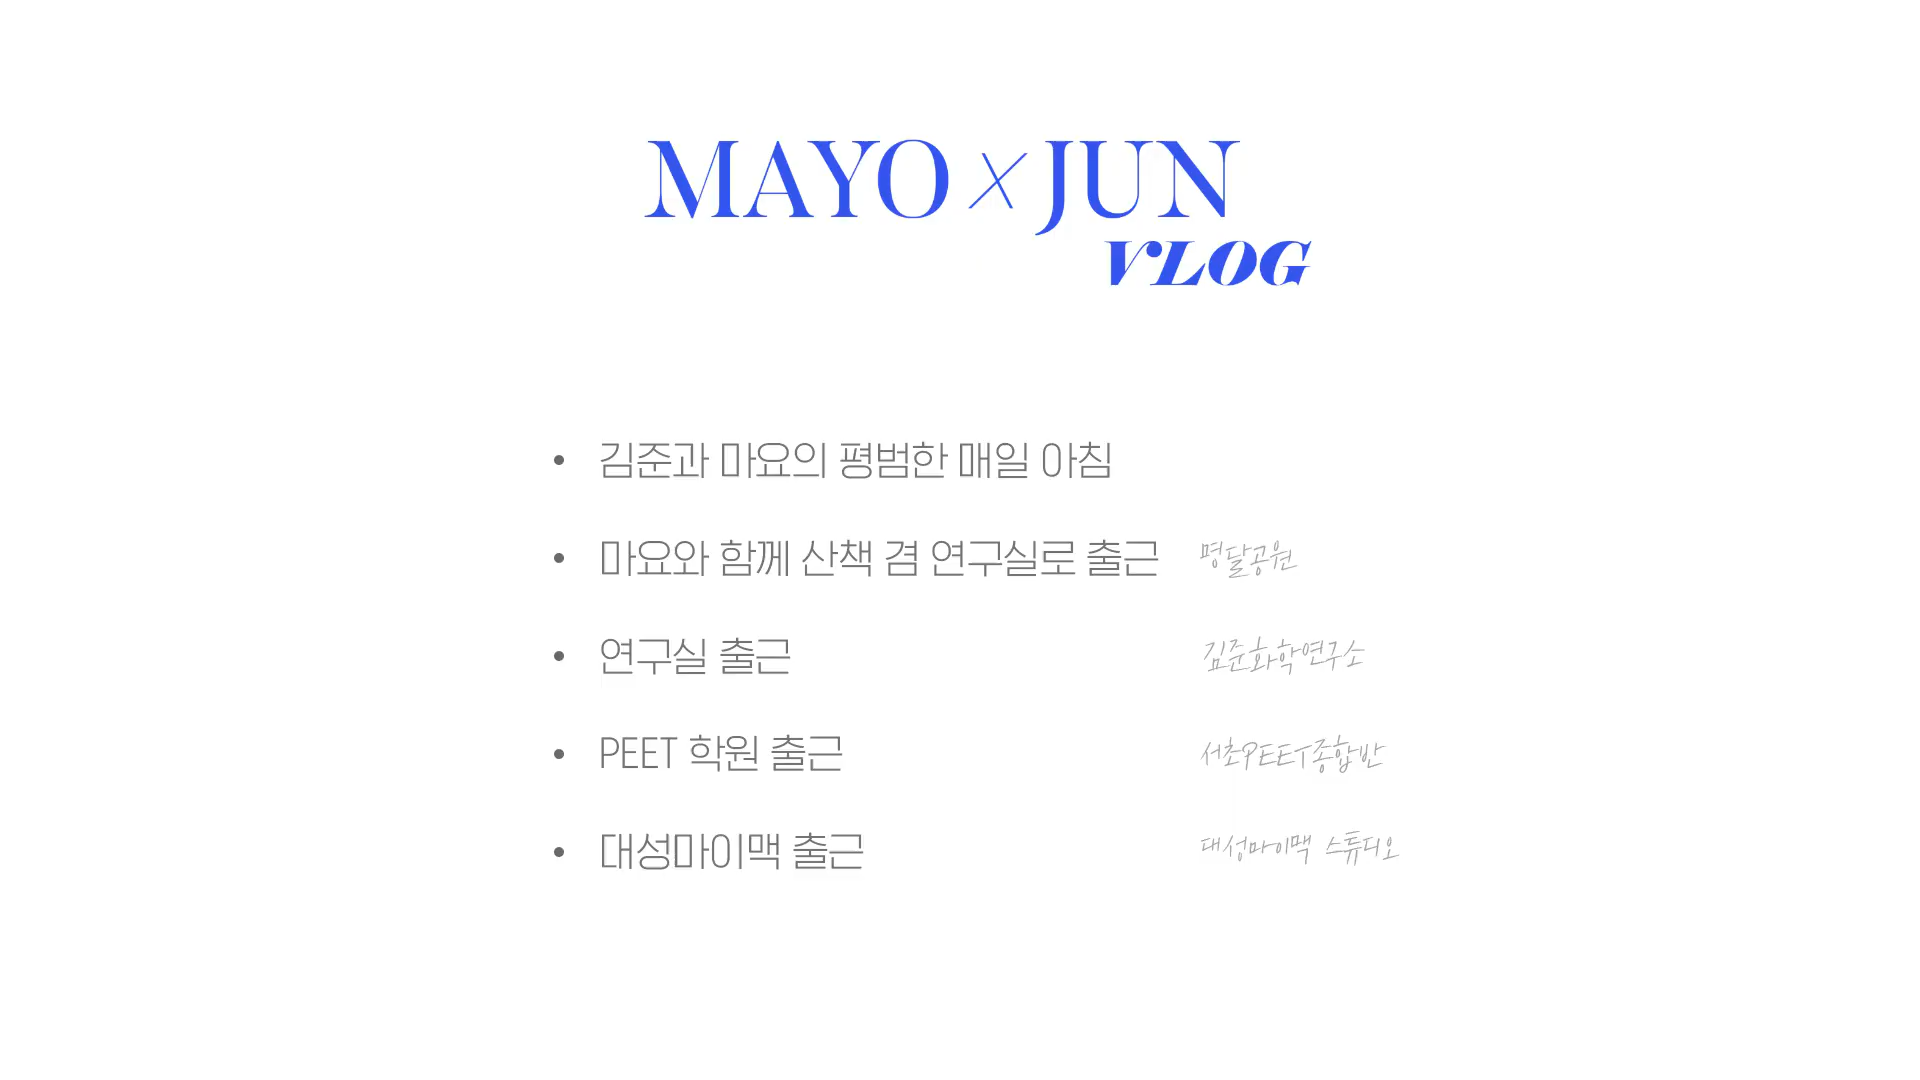 MAYO × JUN
VLOG
• 김준과 마요의 평범한 매일 아침
• 마요와 함께 산책 겸 연구실로 출근 명달공원
• 연구실 출근 김준화학연구소
• PEET 학원 출근 서초PEET종합반
• 대성마이맥 출근 대성마이맥 스튜디오